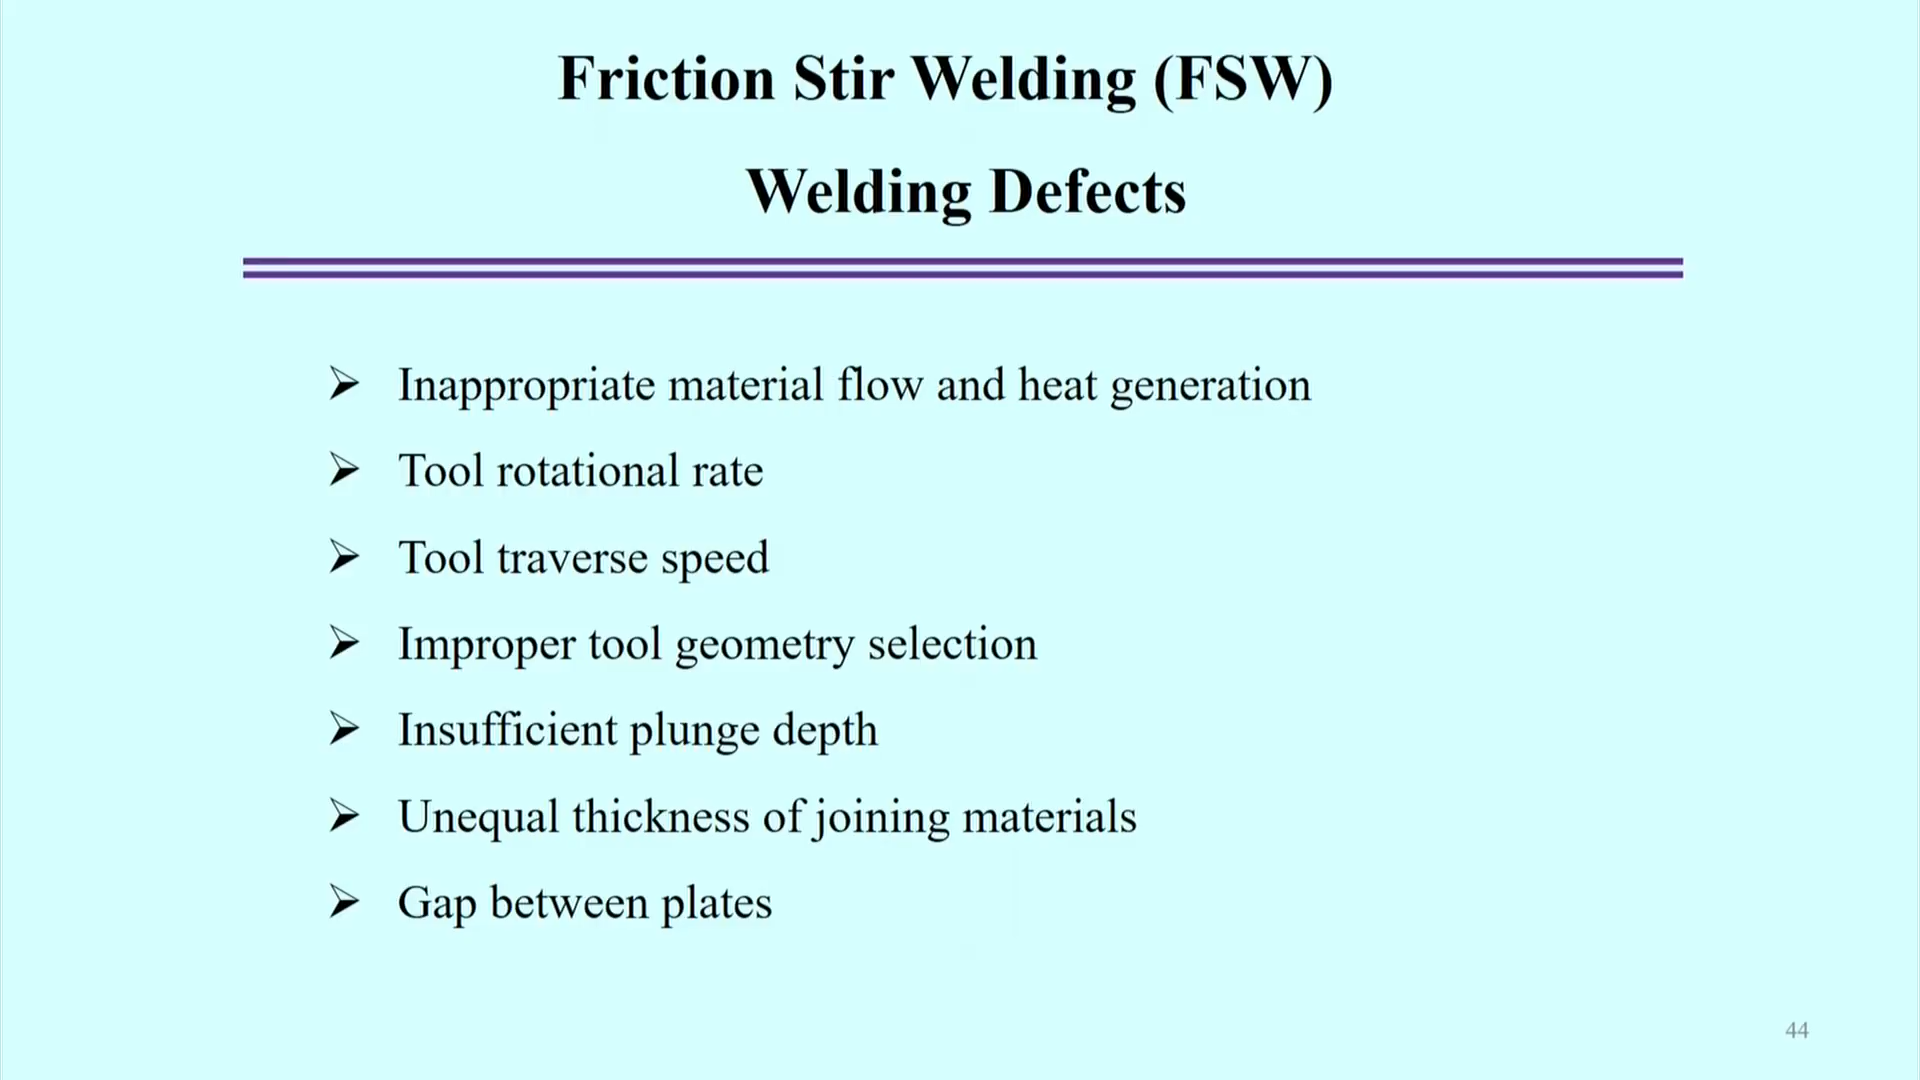 Friction Stir Welding (FSW)
Welding Defects
➢ Inappropriate material flow and heat generation
➢ Tool rotational rate
➢ Tool traverse speed
➢ Improper tool geometry selection
➢ Insufficient plunge depth
➢ Unequal thickness of joining materials
➢ Gap between plates
44